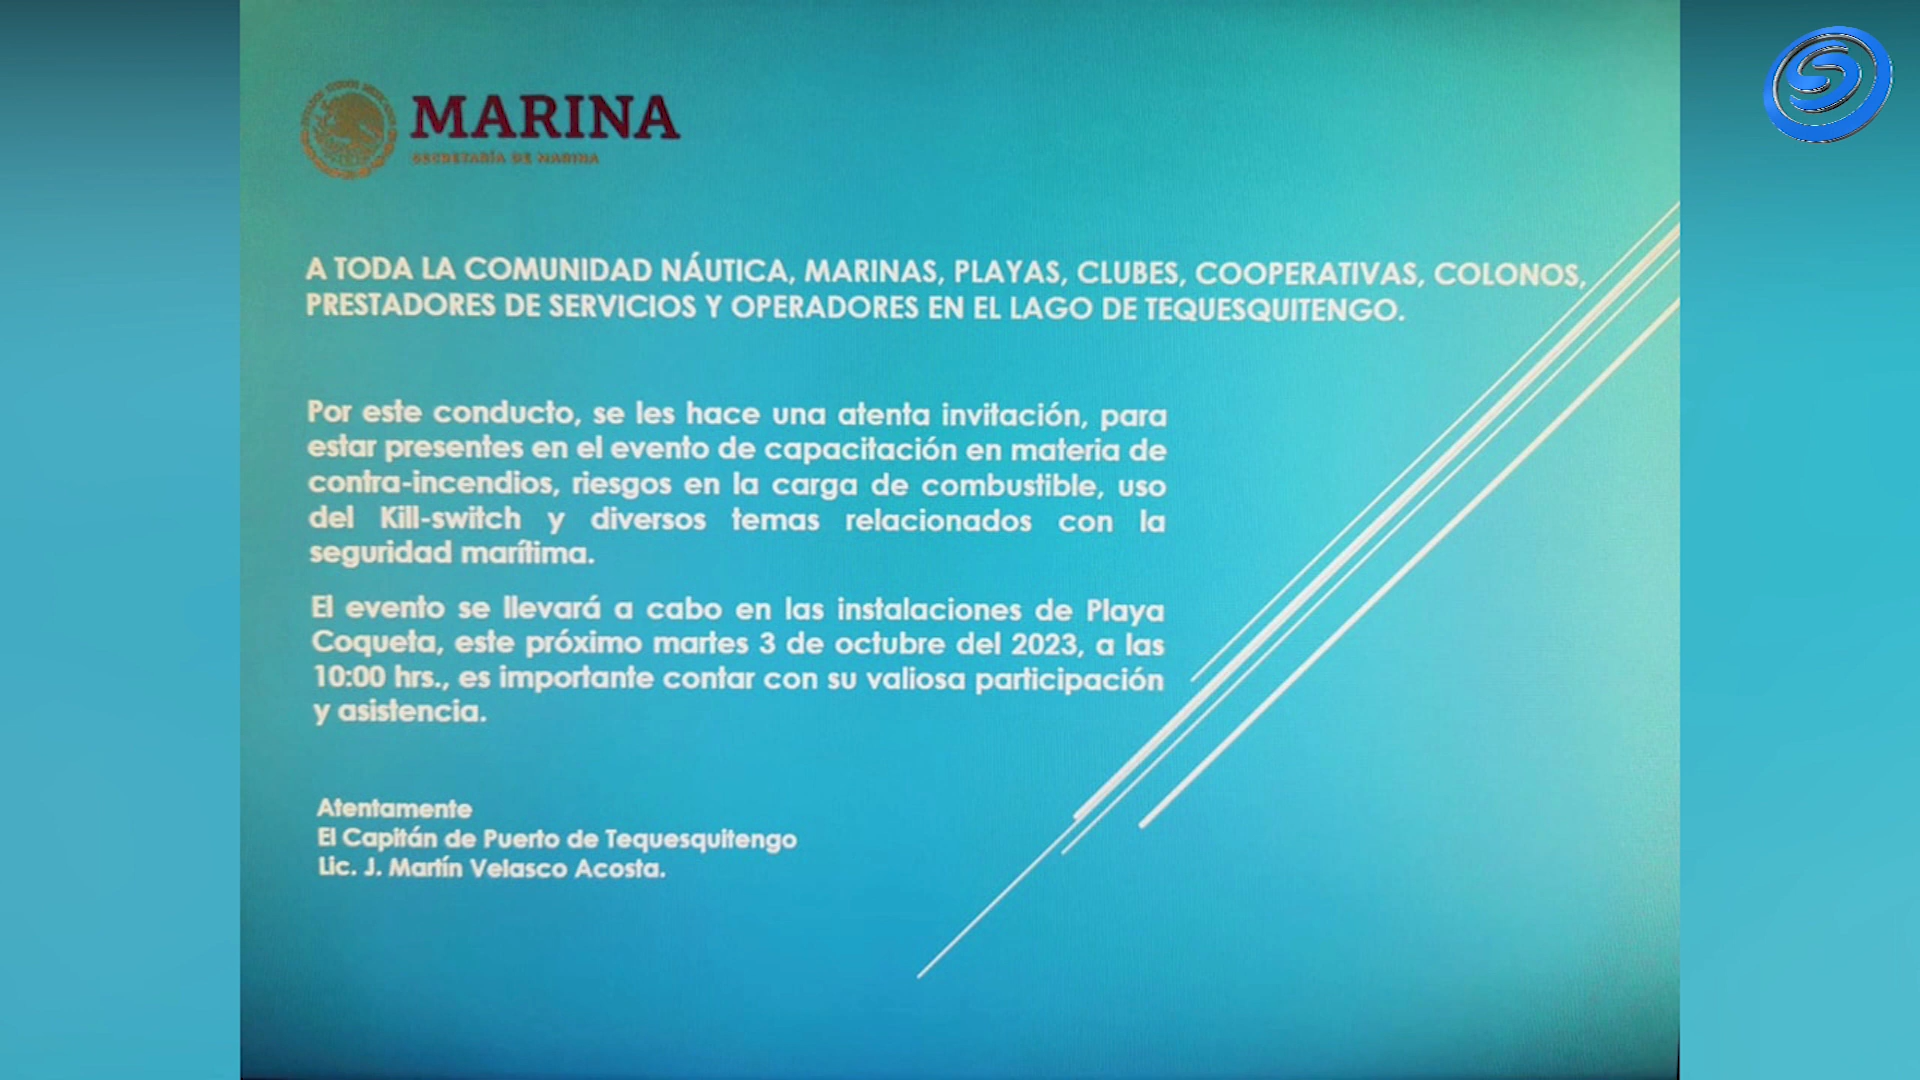 MARINA
SECRETARÍA DE MARINA
A TODA LA COMUNIDAD NÁUTICA, MARINAS, PLAYAS, CLUBES, COOPERATIVAS, COLONOS,
PRESTADORES DE SERVICIOS Y OPERADORES EN EL LAGO DE TEQUESQUITENGO.
Por este conducto, se les hace una atenta invitación, para
estar presentes en el evento de capacitación en materia de
contra-incendios, riesgos en la carga de combustible, uso
del Kill-switch y diversos temas relacionados con la
seguridad marítima.
El evento se llevará a cabo en las instalaciones de Playa
Coqueta, este próximo martes 3 de octubre del 2023, a las
10:00 hrs., es importante contar con su valiosa participación
y asistencia.
Atentamente
El Capitán de Puerto de Tequesquitengo
Lic. J. Martín Velasco Acosta.